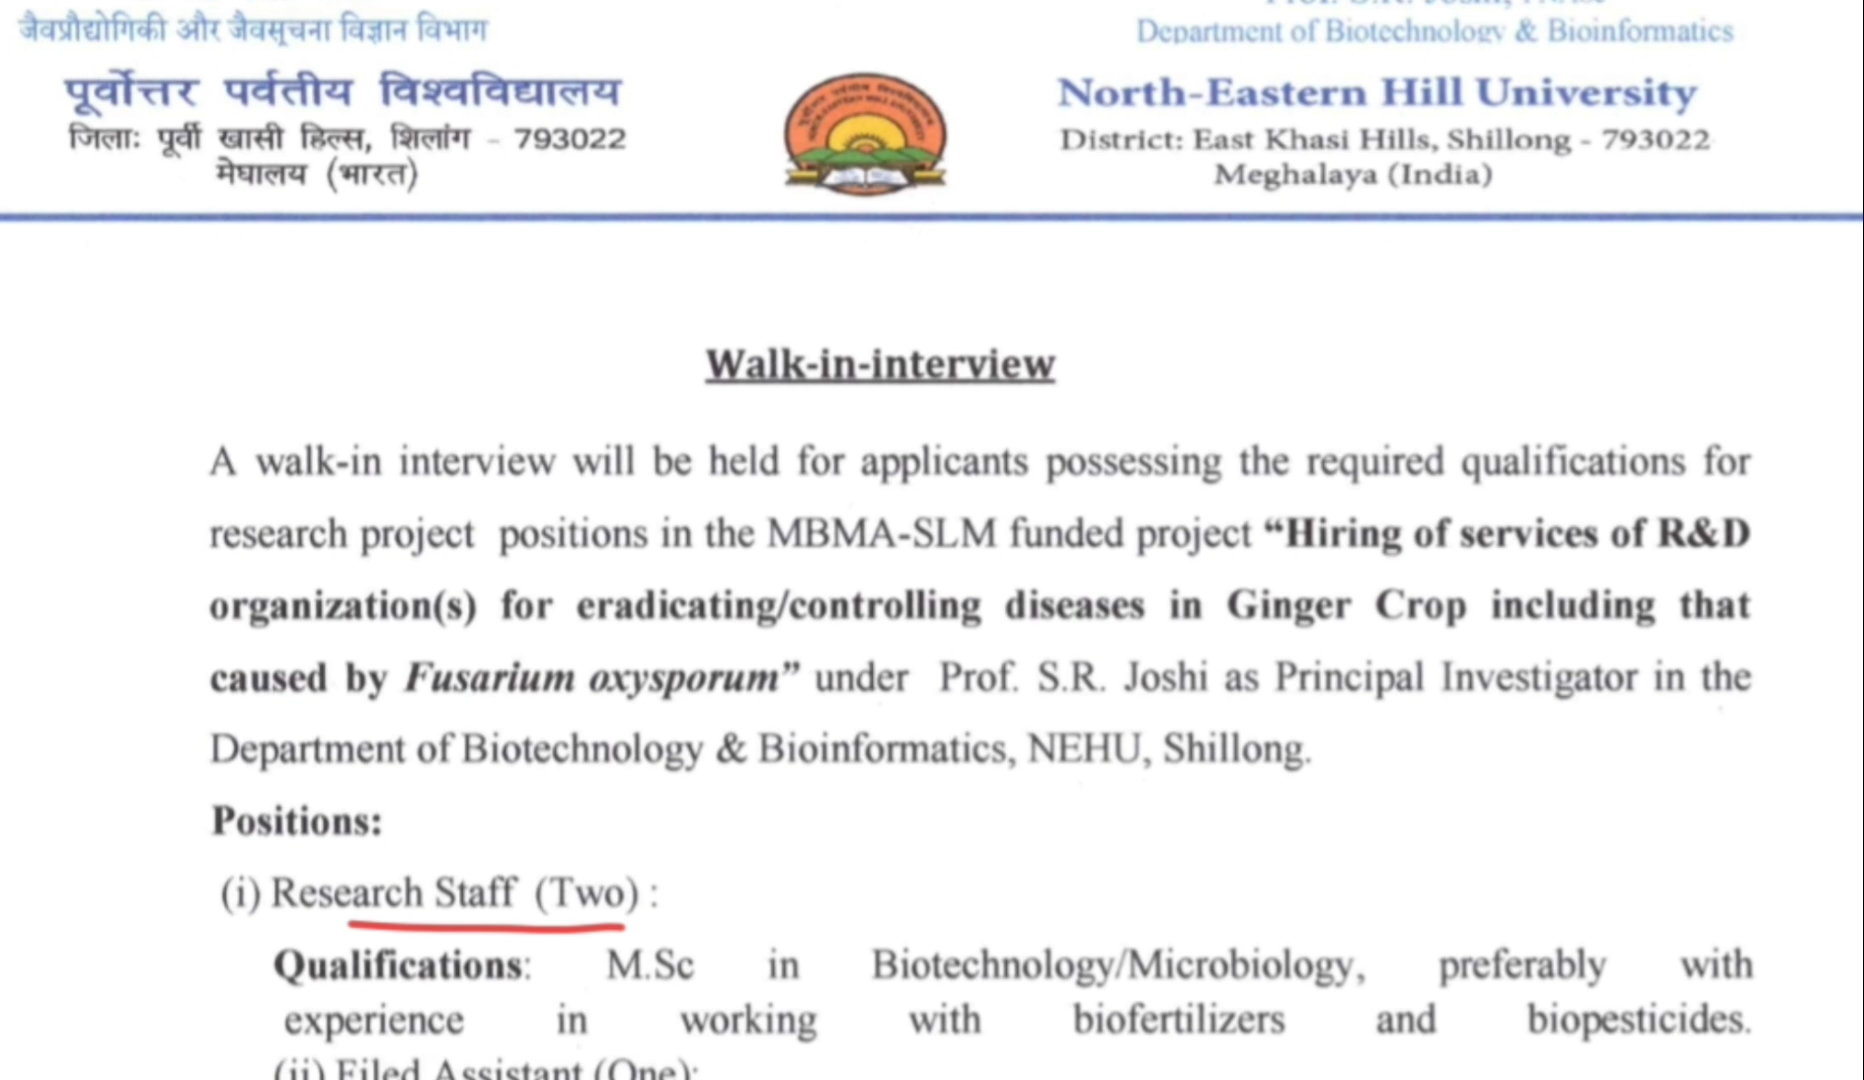 जैवप्रौद्योगिकी और जैवसूचना विज्ञान विभाग
Department of Biotechnology & Bioinformatics
पूर्वोत्तर पर्वतीय विश्वविद्यालय
North-Eastern Hill University
जिलाः पूर्वी खासी हिल्स, शिलांग - 793022
District: East Khasi Hills, Shillong - 793022
मेघालय (भारत)
Meghalaya (India)
Walk-in-interview
A walk-in interview will be held for applicants possessing the required qualifications for
research project positions in the MBMA-SLM funded project “Hiring of services of R&D
organization(s) for eradicating/controlling diseases in Ginger Crop including that
caused by Fusarium oxysporum” under Prof. S.R. Joshi as Principal Investigator in the
Department of Biotechnology & Bioinformatics, NEHU, Shillong.
Positions:
(i) Research Staff (Two) :
Qualifications: M.Sc in Biotechnology/Microbiology, preferably with
experience in working with biofertilizers and biopesticides.
(ii) Filed Assistant (One):